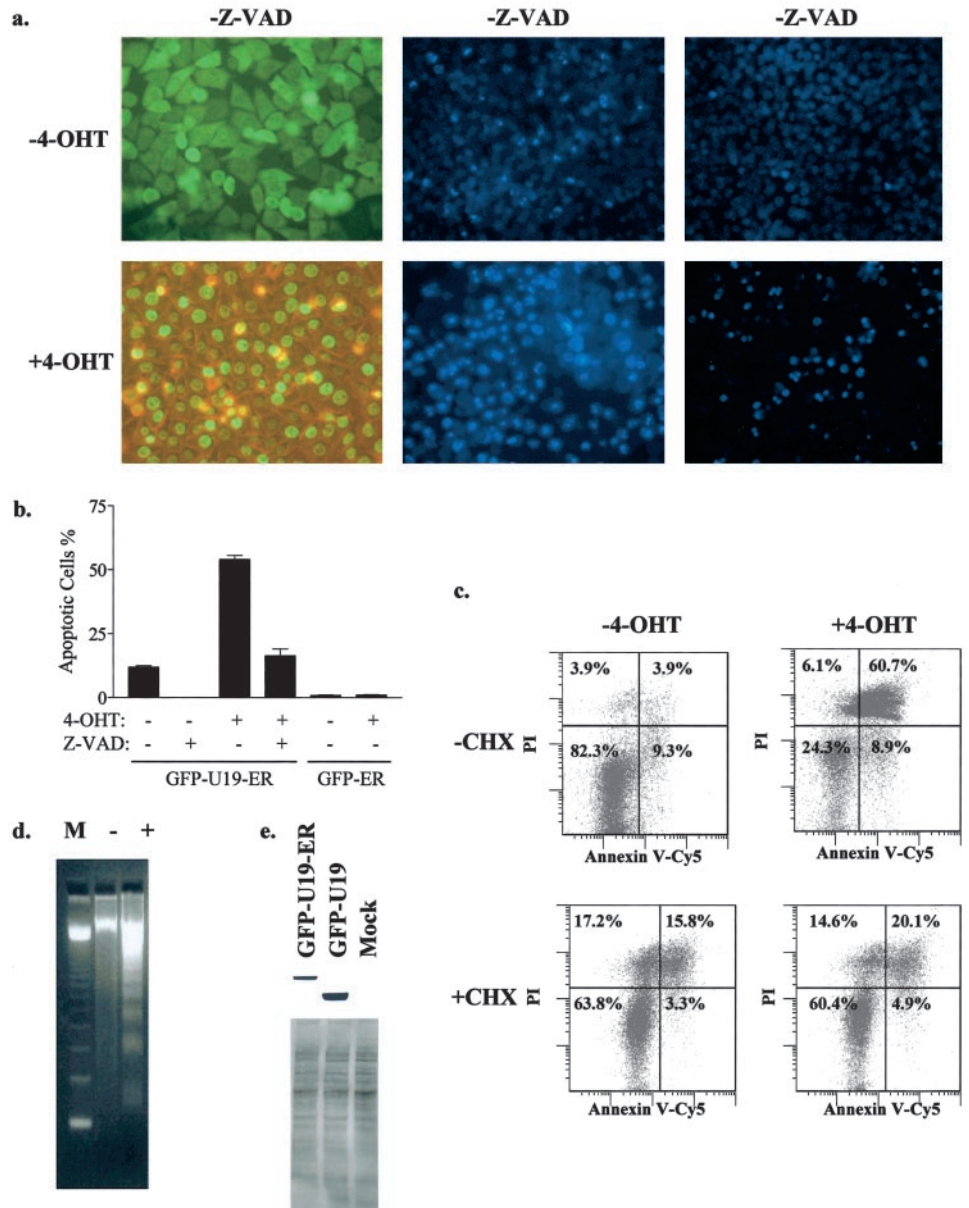 a.
-Z-VAD -Z-VAD -Z-VAD
-4-OHT
+4-OHT
b.
75
50
25
0
Apoptotic Cells %
4-OHT: - - + + - +
Z-VAD: - + - +
GFP-U19-ER GFP-ER
c.
-4-OHT +4-OHT
-CHX
PI
3.9% 3.9%
82.3% 9.3%
Annexin V-Cy5
PI
6.1% 60.7%
24.3% 8.9%
Annexin V-Cy5
+CHX
PI
17.2% 15.8%
63.8% 3.3%
Annexin V-Cy5
PI
14.6% 20.1%
60.4% 4.9%
Annexin V-Cy5
d.
M - +
e.
GFP-U19-ER
GFP-U19
Mock